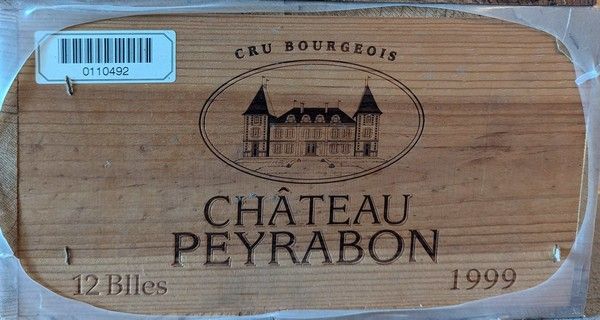 0110492
CRU BOURGEOIS
CHÂTEAU
PEYRABON
12 Blles
1999